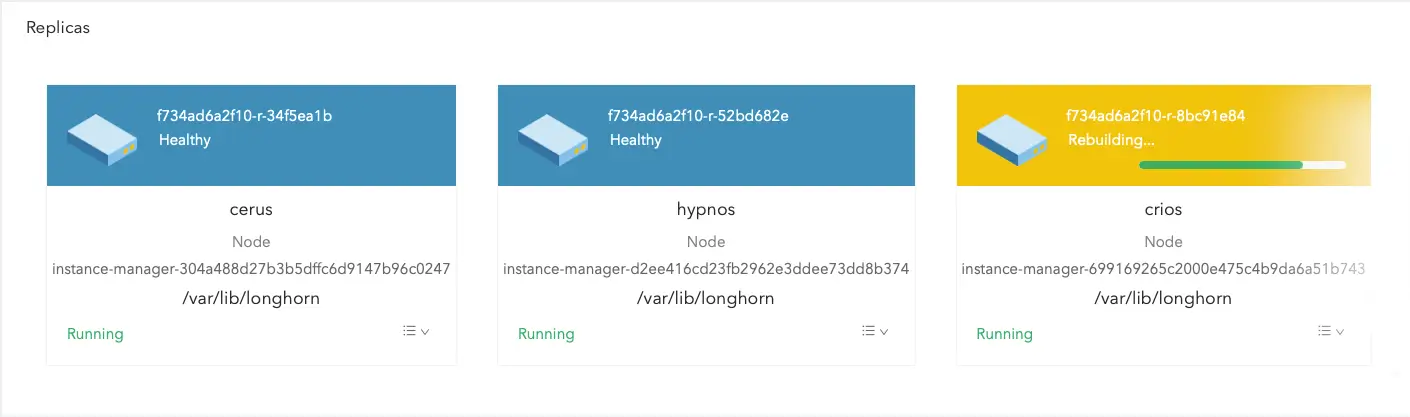 Replicas
f734ad6a2f10-r-34f5ea1b
Healthy
cerus
Node
instance-manager-304a488d27b3b5dffc6d9147b96c0247
/var/lib/longhorn
Running
f734ad6a2f10-r-52bd682e
Healthy
hypnos
Node
instance-manager-d2ee416cd23fb2962e3ddee73dd8b374
/var/lib/longhorn
Running
f734ad6a2f10-r-8bc91e84
Rebuilding...
crios
Node
instance-manager-699169265c2000e475c4b9da6a51b743
/var/lib/longhorn
Running